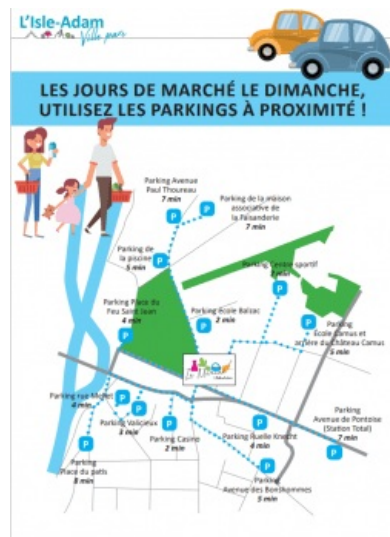 L'Isle-Adam
LES JOURS DE MARCHÉ LE DIMANCHE,
UTILISEZ LES PARKINGS À PROXIMITÉ !
Parking Avenue
Paul Thoureau
7 min
Parking de la maison
associative de
la Faisanderie
7 min
Parking de
la piscine
5 min
Parking Centre sportif
Parking Place du
Feu Saint Jean
4 min
Parking Ecole Balzac
2 min
Parking
Ecole Camus et
arrière du Château Camus
5 min
Parking rue Mellet
4 min
Parking Valicieux
3 min
Parking Casino
2 min
Parking Ruelle Knecht
4 min
Parking
Avenue de Pontoise
(Station Total)
7 min
Parking
Place du patis
8 min
Parking
Avenue des Bonshommes
5 min
P
P
P
P
P
P
P
P
P
P
P
P
P
P